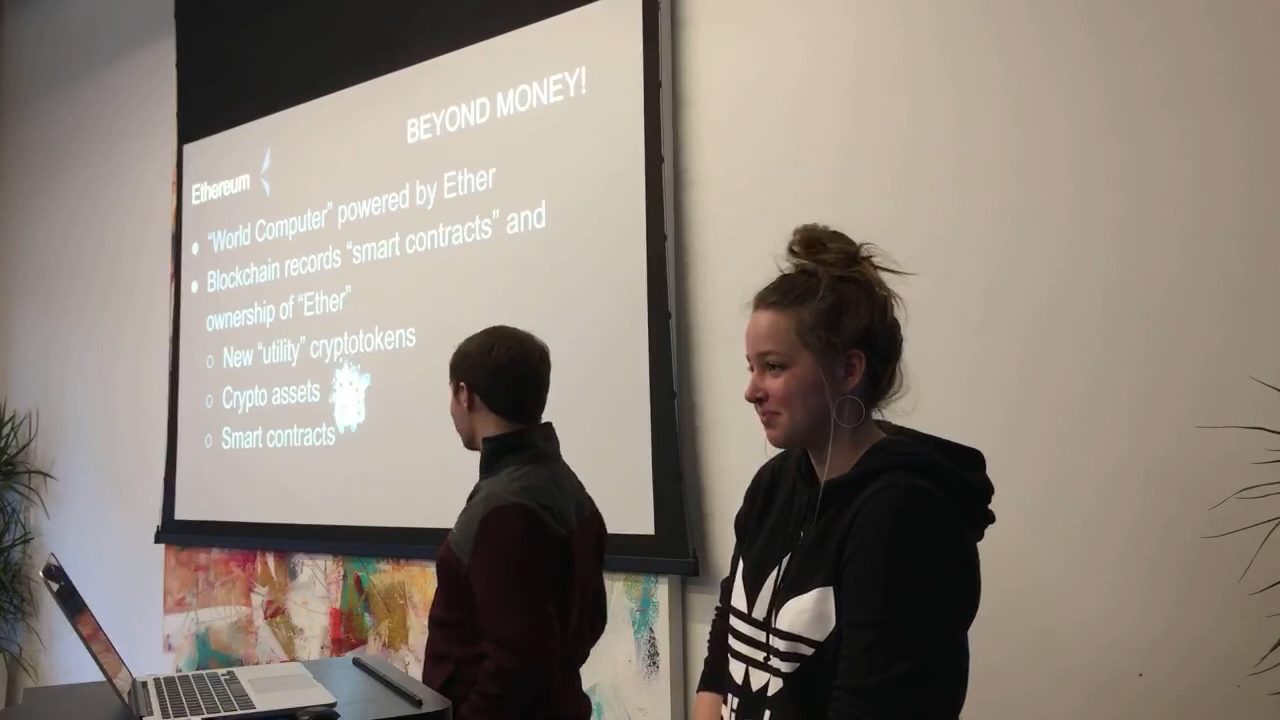 BEYOND MONEY!
Ethereum
● "World Computer" powered by Ether
● Blockchain records "smart contracts" and
ownership of "Ether"
○ New "utility" cryptotokens
○ Crypto assets
○ Smart contracts